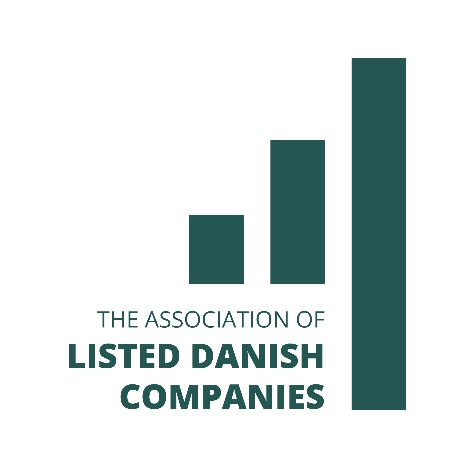 THE ASSOCIATION OF
LISTED DANISH
COMPANIES